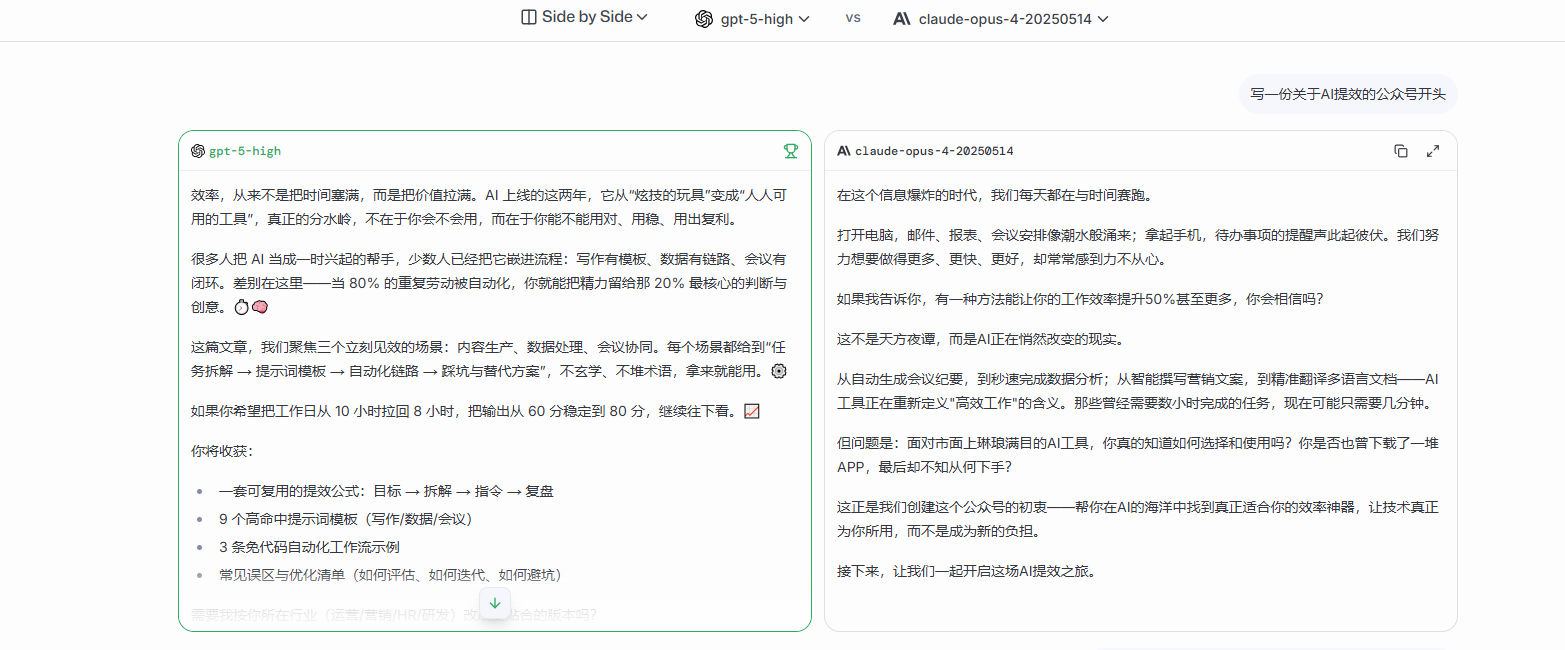 Side by Side
gpt-5-high
vs
claude-opus-4-20250514
写一份关于AI提效的公众号开头
gpt-5-high
效率，从来不是把时间塞满，而是把价值拉满。AI 上线的这两年，它从“炫技的玩具”变成“人人可
用的工具”，真正的分水岭，不在于你会不会用，而在于你能不能用对、用稳、用出复利。
很多人把 AI 当成一时兴起的帮手，少数人已经把它嵌进流程：写作有模板、数据有链路、会议有
闭环。差别在这里——当 80% 的重复劳动被自动化，你就能把精力留给那 20% 最核心的判断与
创意。⏱️🧠
这篇文章，我们聚焦三个立刻见效的场景：内容生产、数据处理、会议协同。每个场景都给到“任
务拆解 → 提示词模板 → 自动化链路 → 踩坑与替代方案”，不玄学、不堆术语，拿来就能用。⚙️
如果你希望把工作日从 10 小时拉回 8 小时，把输出从 60 分稳定到 80 分，继续往下看。📈
你将收获：
一套可复用的提效公式：目标 → 拆解 → 指令 → 复盘
9 个高命中提示词模板（写作/数据/会议）
3 条免代码自动化工作流示例
常见误区与优化清单（如何评估、如何迭代、如何避坑）
需要我按你所在行业（运营/营销/HR/研发）改
贴合的版本吗？
claude-opus-4-20250514
在这个信息爆炸的时代，我们每天都在与时间赛跑。
打开电脑，邮件、报表、会议安排像潮水般涌来；拿起手机，待办事项的提醒声此起彼伏。我们努
力想要做得更多、更快、更好，却常常感到力不从心。
如果我告诉你，有一种方法能让你的工作效率提升50%甚至更多，你会相信吗？
这不是天方夜谭，而是AI正在悄然改变的现实。
从自动生成会议纪要，到秒速完成数据分析；从智能撰写营销文案，到精准翻译多语言文档——AI
工具正在重新定义"高效工作"的含义。那些曾经需要数小时完成的任务，现在可能只需要几分钟。
但问题是：面对市面上琳琅满目的AI工具，你真的知道如何选择和使用吗？你是否也曾下载了一堆
APP，最后却不知从何下手？
这正是我们创建这个公众号的初衷——帮你在AI的海洋中找到真正适合你的效率神器，让技术真正
为你所用，而不是成为新的负担。
接下来，让我们一起开启这场AI提效之旅。